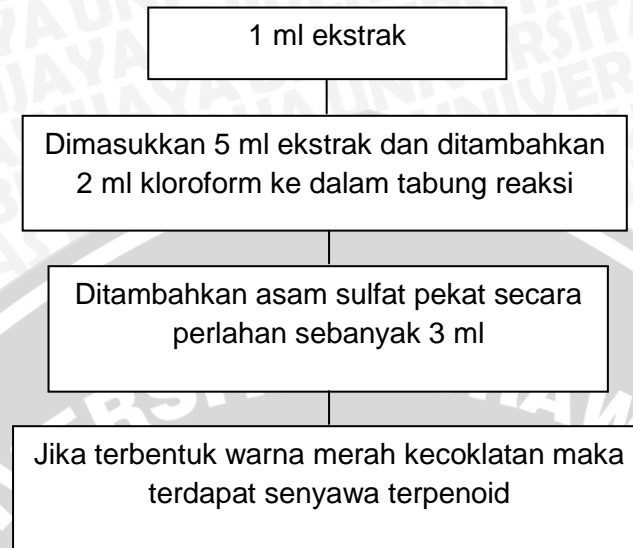 1 ml ekstrak
Dimasukkan 5 ml ekstrak dan ditambahkan
2 ml kloroform ke dalam tabung reaksi
Ditambahkan asam sulfat pekat secara
perlahan sebanyak 3 ml
Jika terbentuk warna merah kecoklatan maka
terdapat senyawa terpenoid